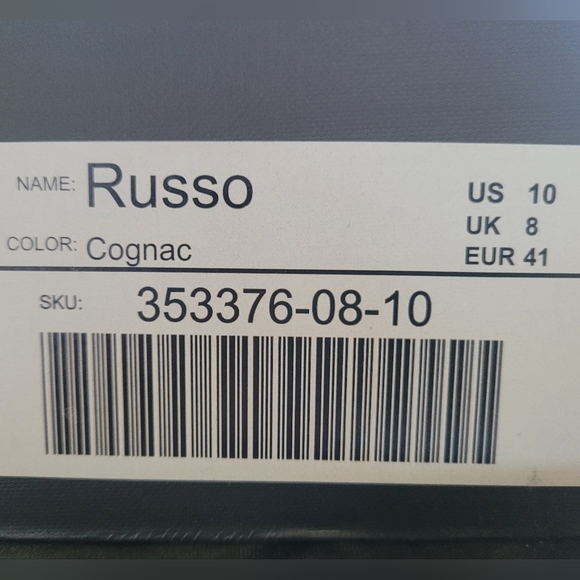 NAME: Russo
COLOR: Cognac
US 10
UK 8
EUR 41
SKU: 353376-08-10